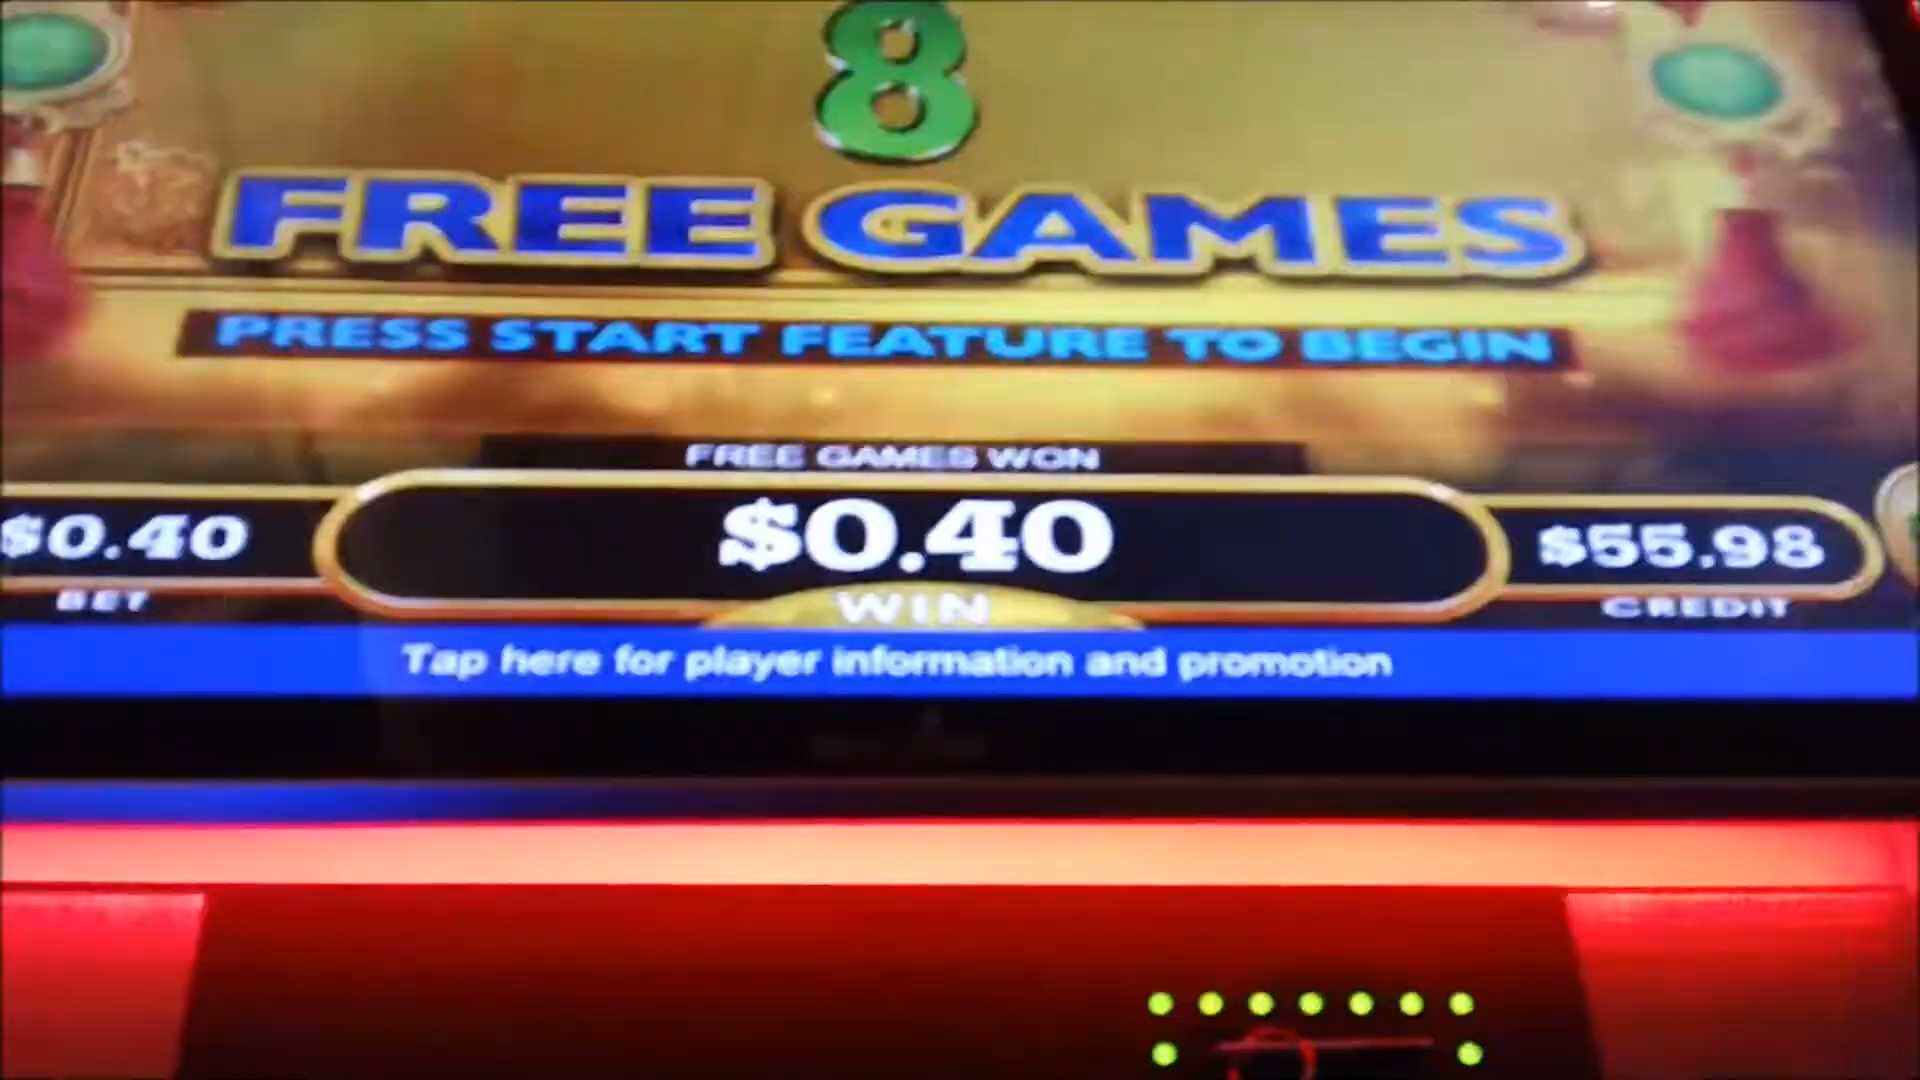 8
FREE GAMES
PRESS START FEATURE TO BEGIN
FREE GAMES WON
$0.40 $0.40 $55.98
BET WIN CREDIT
Tap here for player information and promotion